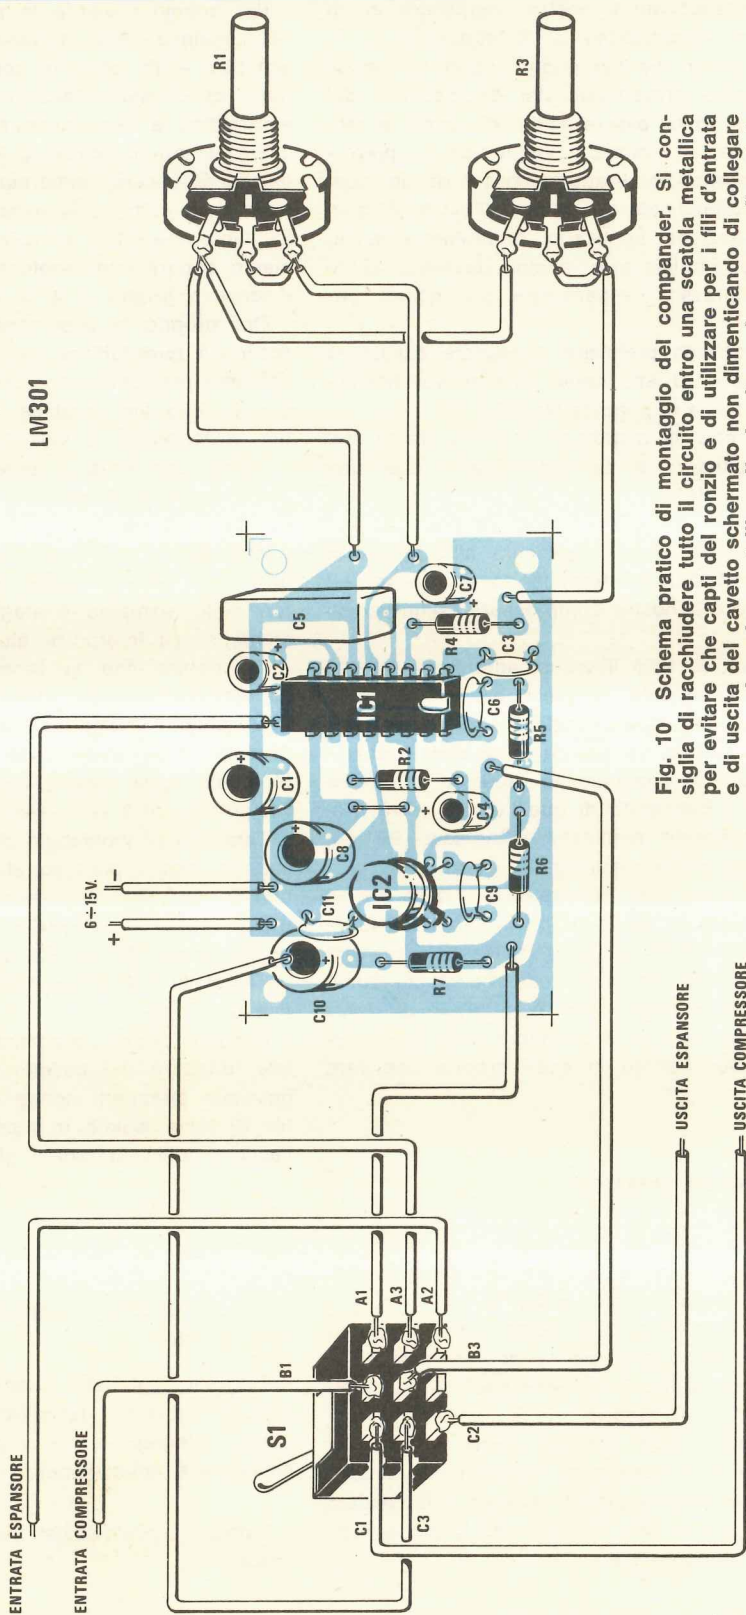 LM301
R1
R3
ENTRATA ESPANSORE
ENTRATA COMPRESSORE
S1
B1
A1
A3
A2
B3
C1
C3
C2
6÷15V.
+
−
C10
C11
C8
C1
C2
C5
IC1
IC2
R2
C4
C9
R7
R6
R5
C6
C3
R4
C7
+
+
+
+
+
+
USCITA ESPANSORE
USCITA COMPRESSORE
Fig. 10 Schema pratico di montaggio del compander. Si con-
siglia di racchiudere tutto il circuito entro una scatola metallica
per evitare che capti del ronzio e di utilizzare per i fili d'entrata
e di uscita del cavetto schermato non dimenticando di collegare